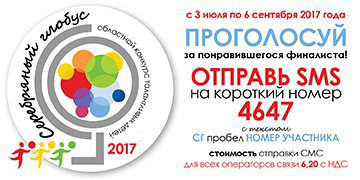 Серебряный глобус
областной конкурс талантливых детей
2017
с 3 июля по 6 сентября 2017 года
ПРОГОЛОСУЙ
за понравившегося финалиста!
ОТПРАВЬ SMS
на короткий номер
4647
с текстом
СГ пробел НОМЕР УЧАСТНИКА
стоимость отправки СМС
для всех операторов связи 6,20 с НДС